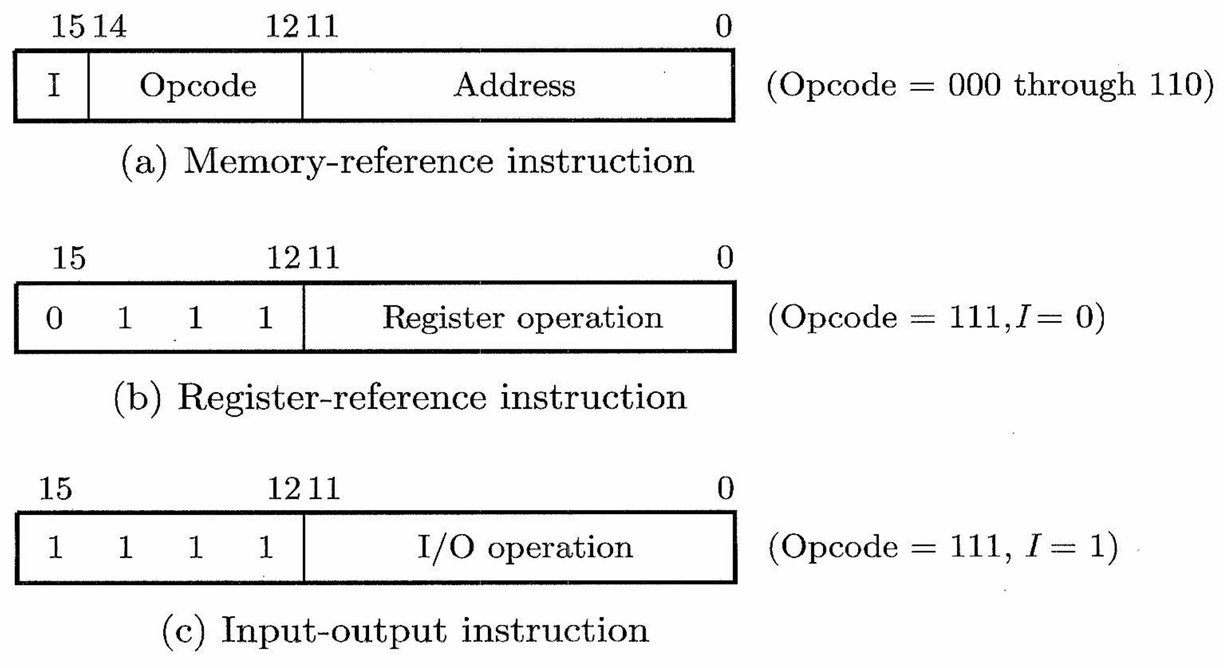 15 14 12 11 0
I Opcode Address (Opcode = 000 through 110)
(a) Memory-reference instruction
15 12 11 0
0 1 1 1 Register operation (Opcode = 111, I = 0)
(b) Register-reference instruction
15 12 11 0
1 1 1 1 I/O operation (Opcode = 111, I = 1)
(c) Input-output instruction